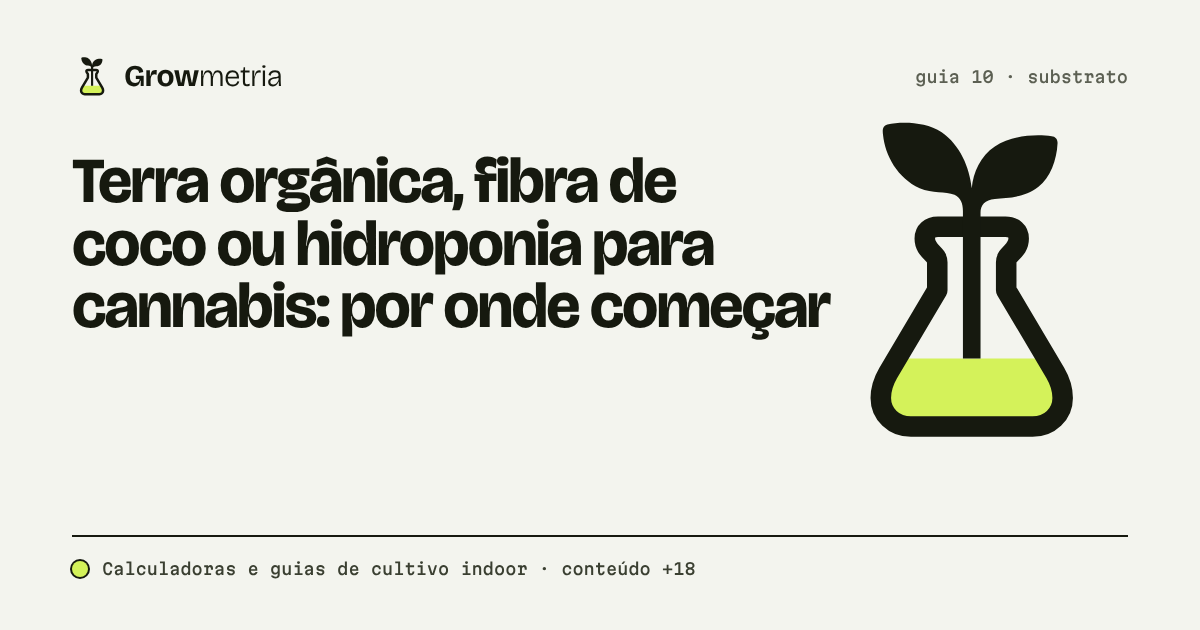 Growmetria
guia 10 · substrato
Terra orgânica, fibra de
coco ou hidroponia para
cannabis: por onde começar
Calculadoras e guias de cultivo indoor · conteúdo +18